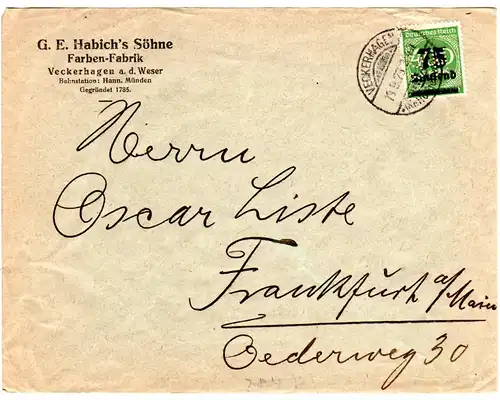 G. E. Habich's Söhne
Farben-Fabrik
Veckerhagen a. d. Weser
Bahnstation: Hann. Münden
Gegründet 1785.
VECKERHAGEN
Deutsches Reich
75
Tausend
Herrn
Oscar Liste
Frankfurt a/Main
Oederweg 30